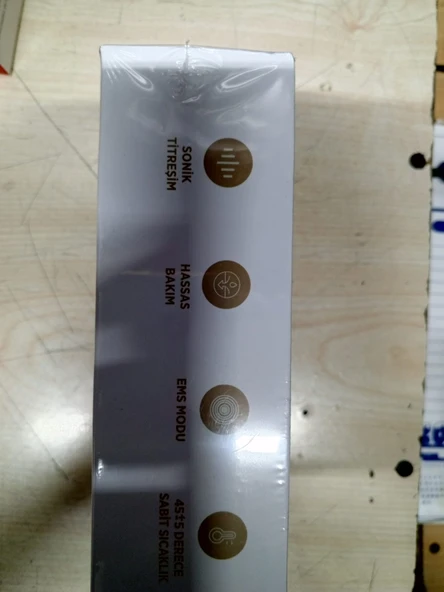 SONİK
TİTREŞİM
HASSAS
BAKIM
EMS MODU
45±5 DERECE
SABİT SICAKLIK